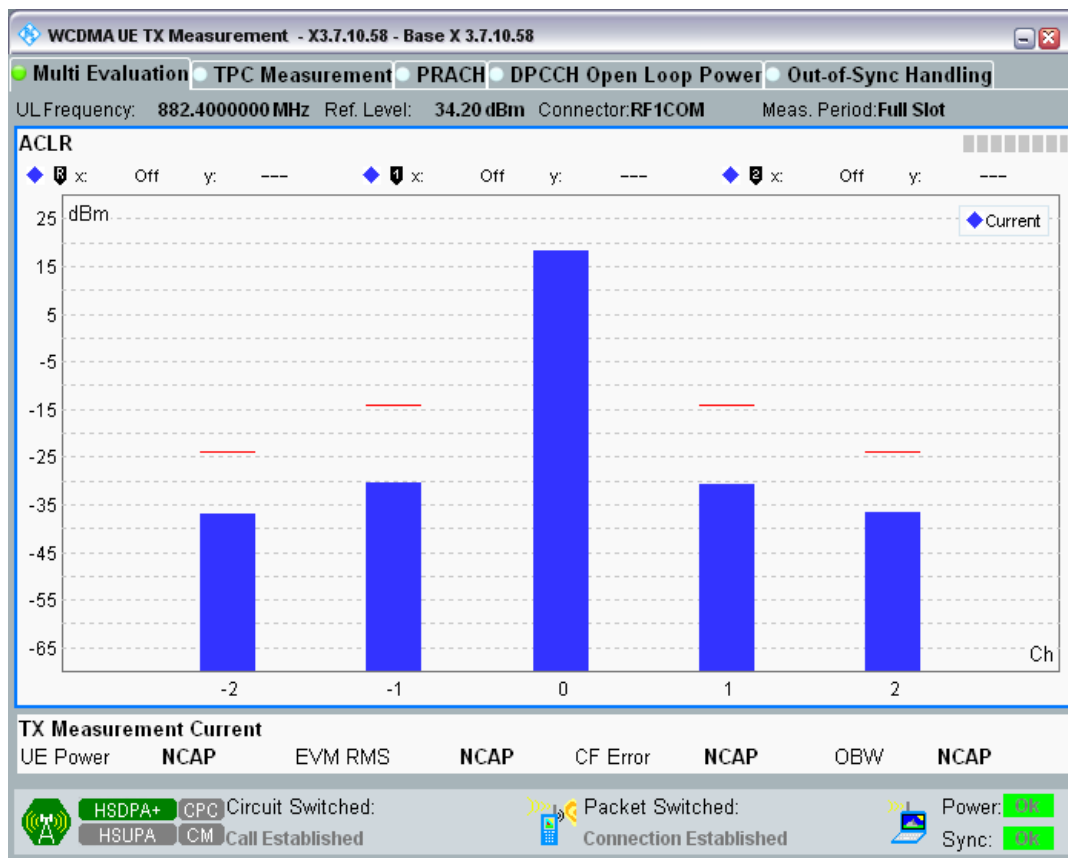 WCDMA UE TX Measurement - X3.7.10.58 - Base X 3.7.10.58
Multi Evaluation TPC Measurement PRACH DPCCH Open Loop Power Out-of-Sync Handling
UL Frequency: 882.4000000 MHz Ref. Level: 34.20 dBm Connector:RF1COM Meas. Period:Full Slot
ACLR
R x: Off y: --- 1 x: Off y: --- 2 x: Off y: ---
dBm
Current
25
15
5
-5
-15
-25
-35
-45
-55
-65
Ch
-2 -1 0 1 2
TX Measurement Current
UE Power NCAP EVM RMS NCAP CF Error NCAP OBW NCAP
HSDPA+ CPC Circuit Switched: Packet Switched: Power: OK
HSUPA CM Call Established Connection Established Sync: OK